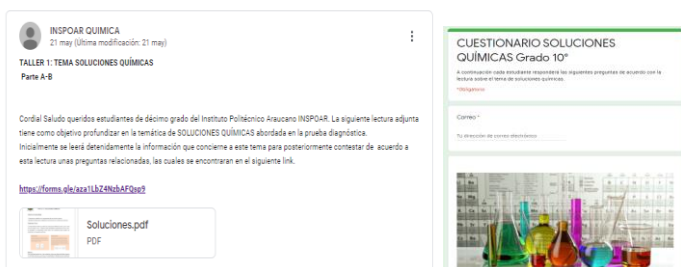 INSPOAR QUIMICA
21 may (Última modificación: 21 may)
TALLER 1: TEMA SOLUCIONES QUÍMICAS
Parte A-B
Cordial Saludo queridos estudiantes de décimo grado del Instituto Politécnico Araucano INSPOAR. La siguiente lectura adjunta
tiene como objetivo profundizar en la temática de SOLUCIONES QUÍMICAS abordada en la prueba diagnóstica.
Inicialmente se leerá detenidamente la información que concierne a este tema para posteriormente contestar de acuerdo a
esta lectura unas preguntas relacionadas, las cuales se encontraran en el siguiente link.
https://forms.gle/aza1LbZ4NzbAFQsp9
Soluciones.pdf
PDF
CUESTIONARIO SOLUCIONES
QUÍMICAS Grado 10°
A continuación cada estudiante responderá las siguientes preguntas de acuerdo con la
lectura sobre el tema de soluciones químicas.
*Obligatorio
Correo *
Tu dirección de correo electrónico